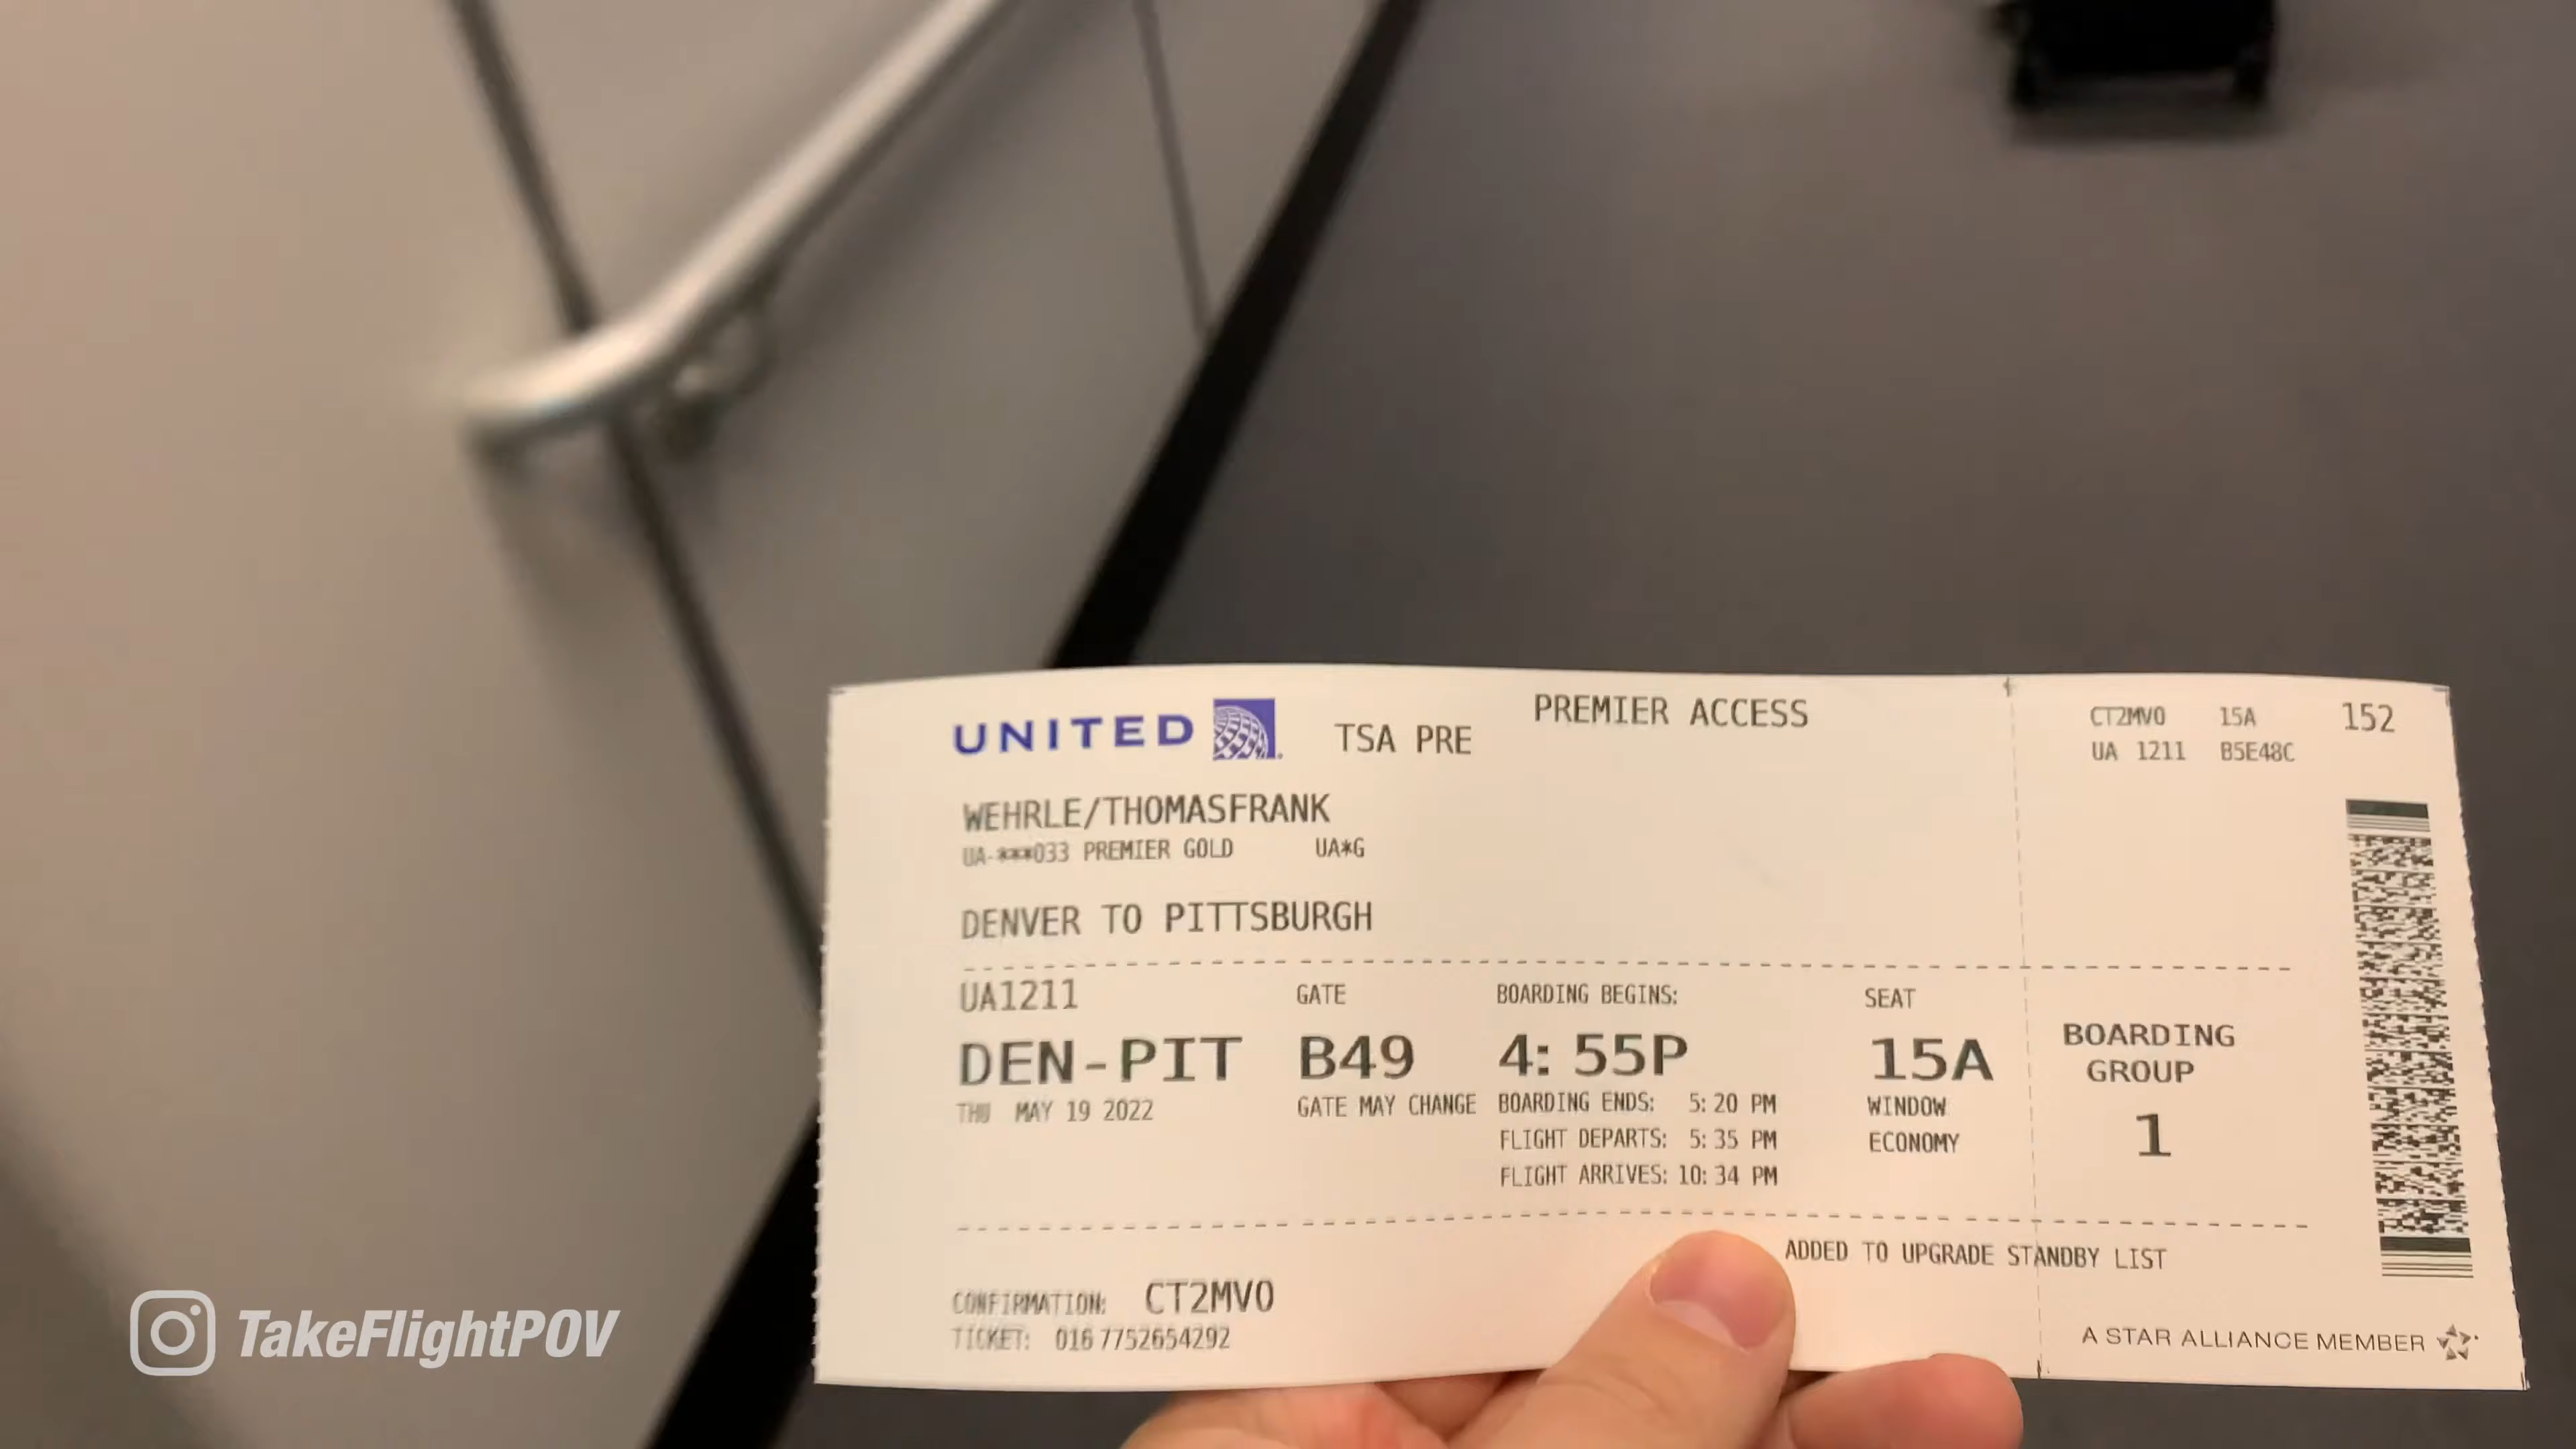 UNITED
TSA PRE
PREMIER ACCESS
CT2MV0 15A 152
UA 1211 B5E48C
WEHRLE/THOMASFRANK
UA-***033 PREMIER GOLD UA*G
DENVER TO PITTSBURGH
UA1211 GATE BOARDING BEGINS: SEAT
DEN-PIT B49 4:55P 15A
THU MAY 19 2022 GATE MAY CHANGE BOARDING ENDS: 5:20 PM WINDOW
FLIGHT DEPARTS: 5:35 PM ECONOMY
FLIGHT ARRIVES: 10:34 PM
BOARDING
GROUP
1
ADDED TO UPGRADE STANDBY LIST
CONFIRMATION: CT2MV0
TICKET: 016 7752654292
A STAR ALLIANCE MEMBER
TakeFlightPOV